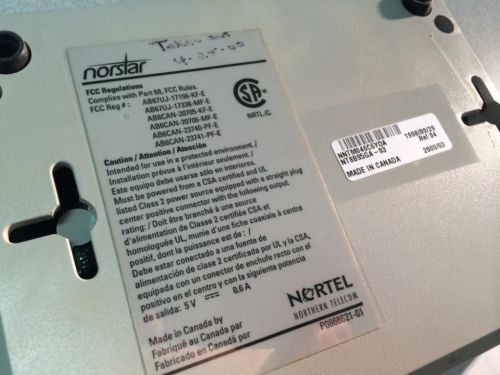 norstar
FCC Regulations
Complies with Part 68, FCC Rules.
FCC Reg #:
AB67UJ-17156-KF-E
AB67UJ-17338-MF-E
AB6CAN-20705-KF-E
AB6CAN-20706-MF-E
AB6CAN-23740-PF-E
AB6CAN-23741-PF-E
NRTL/C
Caution / Attention / Atención
Intended for use in a protected environment. /
Installation prévue à l'intérieur seulement. /
Este equipo debe usarse sólo en interiores. /
Must be powered from a CSA certified and UL
listed Class 2 power source equipped with a straight plug
center positive connector with the following output
rating: / Doit être branché à une source
d'alimentation de Classe 2 certifiée CSA et
homologuée UL, munie d'une fiche coaxiale à centre
positif, dont la puissance est de : /
Debe estar conectado a una fuente de
alimentación de clase 2 certificada por UL y la CSA,
equipada con un conector de enchufe recto con el
positivo en el centro y con la siguiente potencia
de salida: 5 V ⎓ 0.6 A
Made in Canada by
Fabriqué au Canada par
Fabricado en Canadá por
NORTEL
NORTHERN TELECOM
P0868621-01
1998/09/25
Rel 04
NT8B95GA-93
2000/03
MADE IN CANADA